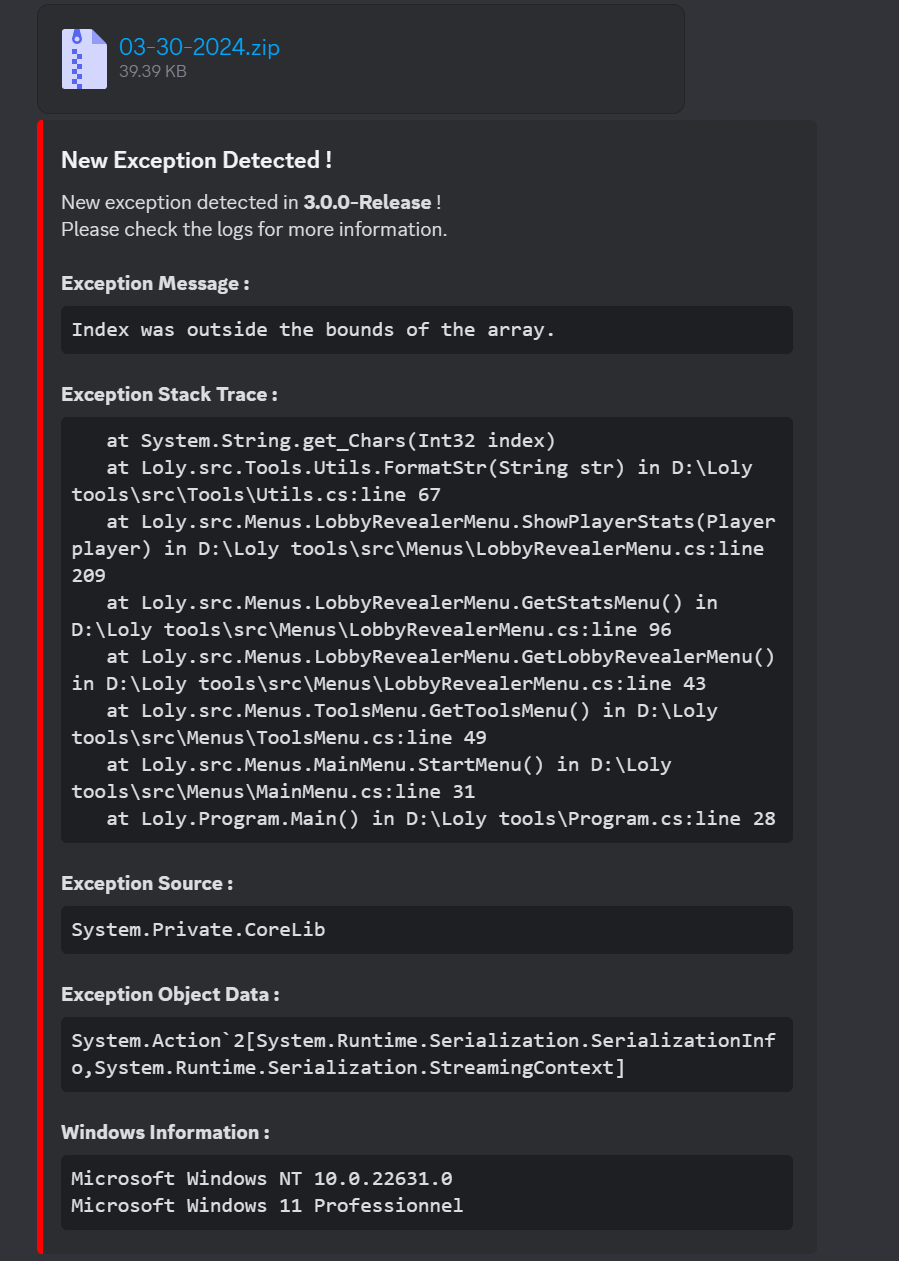 03-30-2024.zip
39.39 KB
New Exception Detected !
New exception detected in 3.0.0-Release !
Please check the logs for more information.
Exception Message :
Index was outside the bounds of the array.
Exception Stack Trace :
   at System.String.get_Chars(Int32 index)
   at Loly.src.Tools.Utils.FormatStr(String str) in D:\Loly
tools\src\Tools\Utils.cs:line 67
   at Loly.src.Menus.LobbyRevealerMenu.ShowPlayerStats(Player
player) in D:\Loly tools\src\Menus\LobbyRevealerMenu.cs:line
209
   at Loly.src.Menus.LobbyRevealerMenu.GetStatsMenu() in
D:\Loly tools\src\Menus\LobbyRevealerMenu.cs:line 96
   at Loly.src.Menus.LobbyRevealerMenu.GetLobbyRevealerMenu()
in D:\Loly tools\src\Menus\LobbyRevealerMenu.cs:line 43
   at Loly.src.Menus.ToolsMenu.GetToolsMenu() in D:\Loly
tools\src\Menus\ToolsMenu.cs:line 49
   at Loly.src.Menus.MainMenu.StartMenu() in D:\Loly
tools\src\Menus\MainMenu.cs:line 31
   at Loly.Program.Main() in D:\Loly tools\Program.cs:line 28
Exception Source :
System.Private.CoreLib
Exception Object Data :
System.Action`2[System.Runtime.Serialization.SerializationInf
o,System.Runtime.Serialization.StreamingContext]
Windows Information :
Microsoft Windows NT 10.0.22631.0
Microsoft Windows 11 Professionnel